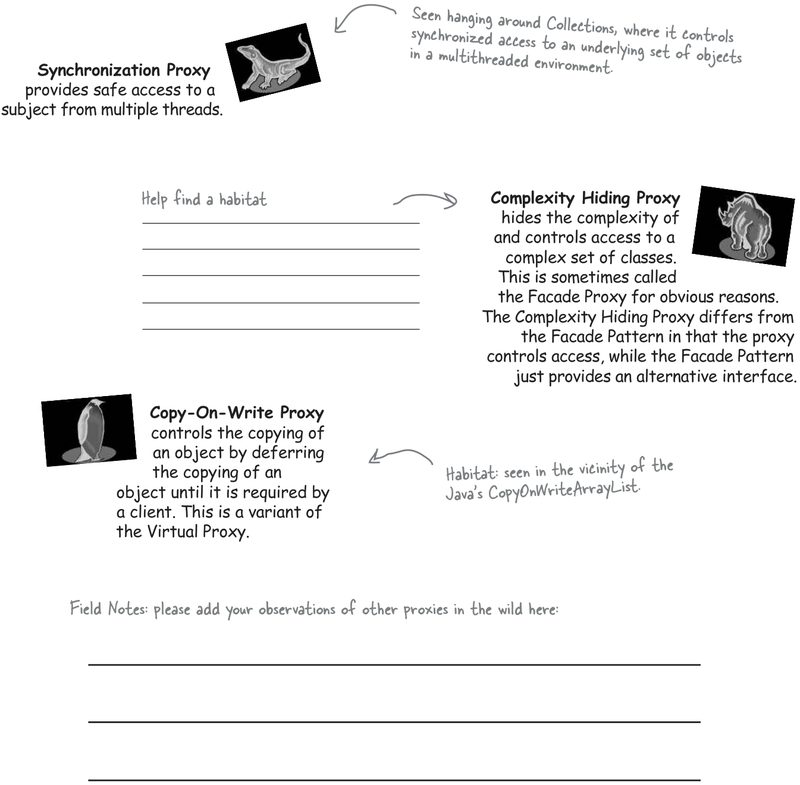 Seen hanging around Collections, where it controls
synchronized access to an underlying set of objects
in a multithreaded environment.
Synchronization Proxy
provides safe access to a
subject from multiple threads.
Help find a habitat
Complexity Hiding Proxy
hides the complexity of
and controls access to a
complex set of classes.
This is sometimes called
the Facade Proxy for obvious reasons.
The Complexity Hiding Proxy differs from
the Facade Pattern in that the proxy
controls access, while the Facade Pattern
just provides an alternative interface.
Copy-On-Write Proxy
controls the copying of
an object by deferring
the copying of an
object until it is required by
a client. This is a variant of
the Virtual Proxy.
Habitat: seen in the vicinity of the
Java's CopyOnWriteArrayList.
Field Notes: please add your observations of other proxies in the wild here: